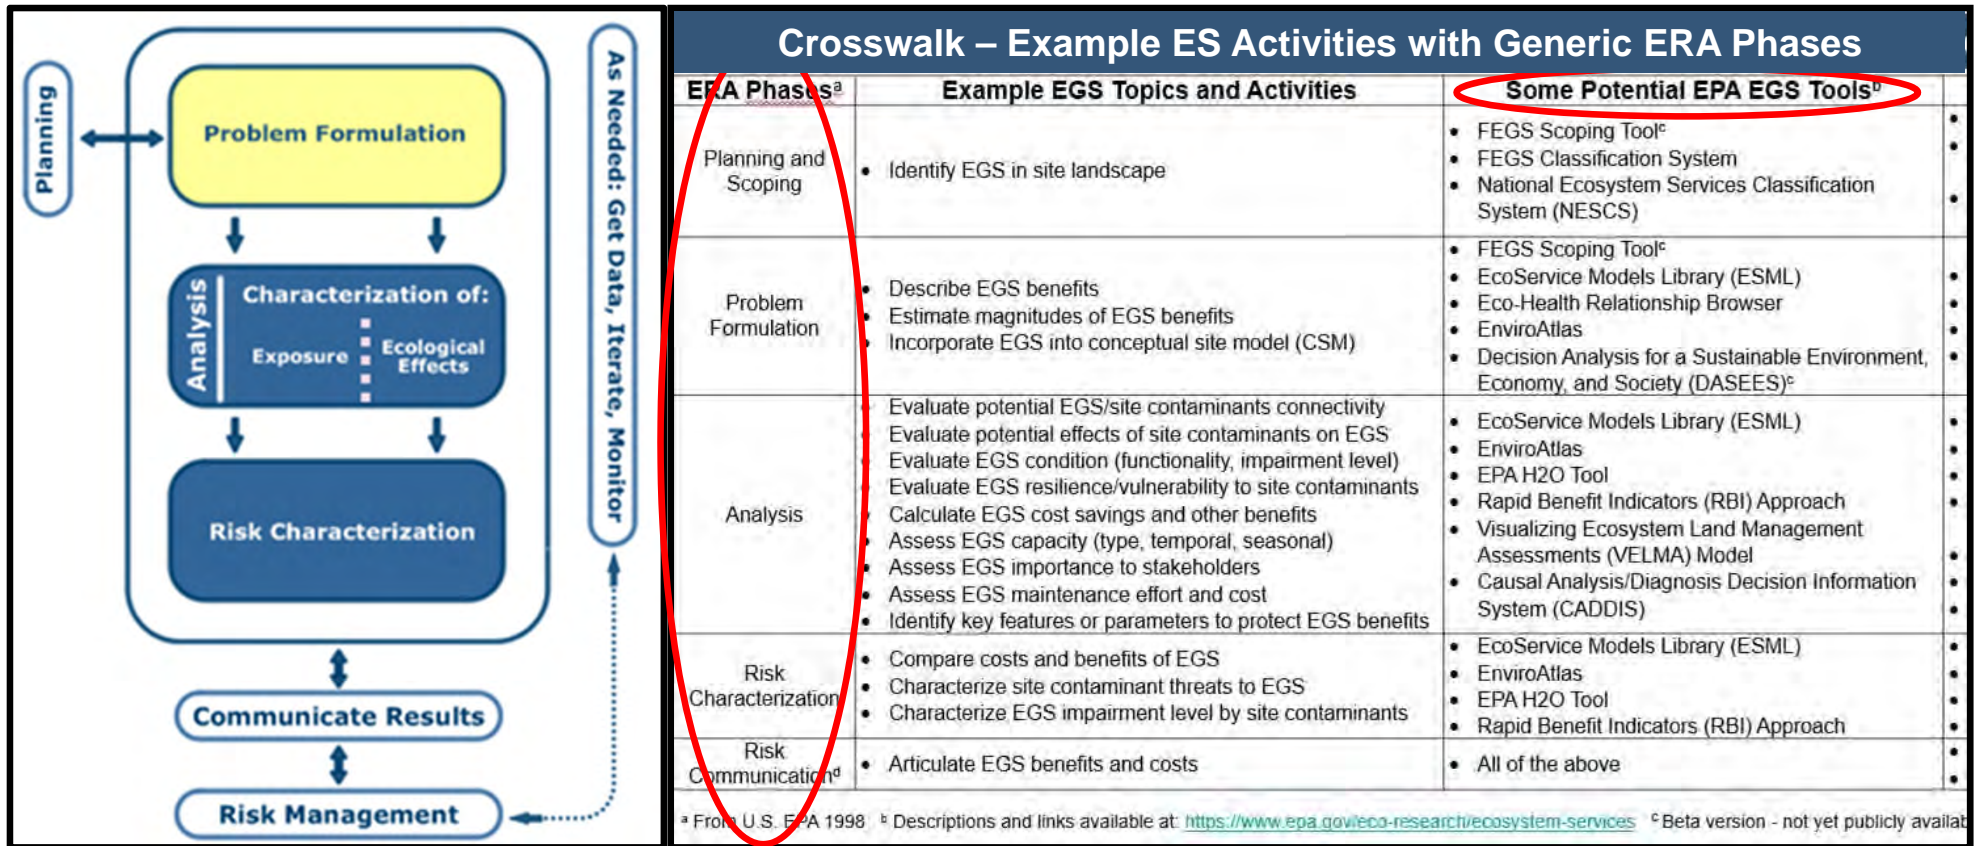 Planning
Problem Formulation
Analysis
Characterization of:
Exposure
Ecological
Effects
Risk Characterization
Communicate Results
Risk Management
As Needed: Get Data, Iterate, Monitor
Crosswalk – Example ES Activities with Generic ERA Phases
ERA Phasesᵃ
Example EGS Topics and Activities
Some Potential EPA EGS Toolsᵇ
Planning and
Scoping
• Identify EGS in site landscape
• FEGS Scoping Toolᶜ
• FEGS Classification System
• National Ecosystem Services Classification
System (NESCS)
Problem
Formulation
• Describe EGS benefits
• Estimate magnitudes of EGS benefits
• Incorporate EGS into conceptual site model (CSM)
• FEGS Scoping Toolᶜ
• EcoService Models Library (ESML)
• Eco-Health Relationship Browser
• EnviroAtlas
• Decision Analysis for a Sustainable Environment,
Economy, and Society (DASEES)ᶜ
Analysis
• Evaluate potential EGS/site contaminants connectivity
• Evaluate potential effects of site contaminants on EGS
• Evaluate EGS condition (functionality, impairment level)
• Evaluate EGS resilience/vulnerability to site contaminants
• Calculate EGS cost savings and other benefits
• Assess EGS capacity (type, temporal, seasonal)
• Assess EGS importance to stakeholders
• Assess EGS maintenance effort and cost
• Identify key features or parameters to protect EGS benefits
• EcoService Models Library (ESML)
• EnviroAtlas
• EPA H2O Tool
• Rapid Benefit Indicators (RBI) Approach
• Visualizing Ecosystem Land Management
Assessments (VELMA) Model
• Causal Analysis/Diagnosis Decision Information
System (CADDIS)
Risk
Characterization
• Compare costs and benefits of EGS
• Characterize site contaminant threats to EGS
• Characterize EGS impairment level by site contaminants
• EcoService Models Library (ESML)
• EnviroAtlas
• EPA H2O Tool
• Rapid Benefit Indicators (RBI) Approach
Risk
Communicationᵈ
• Articulate EGS benefits and costs
• All of the above
ᵃ From U.S. EPA 1998 ᵇ Descriptions and links available at: https://www.epa.gov/eco-research/ecosystem-services ᶜ Beta version - not yet publicly availab